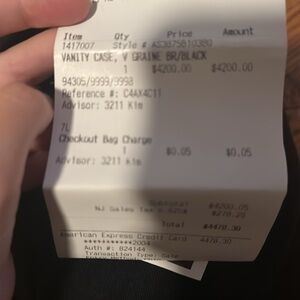 Item Qty Price Amount
1417007 Style # AS3875B10380
VANITY CASE, V GRAINE BR/BLACK
1 $4200.00 $4200.00
94305/9999/9998
Reference #: C4AX4C11
Advisor: 3211 Kim
7L
Checkout Bag Charge
1 $0.05 $0.05
Advisor: 3211 Kim
Subtotal $4200.05
NJ Sales Tax 6.625% $278.25
Total $4478.30
American Express Credit Card 4478.30
***********2004
Auth #: 824144
Transaction Type: Sale